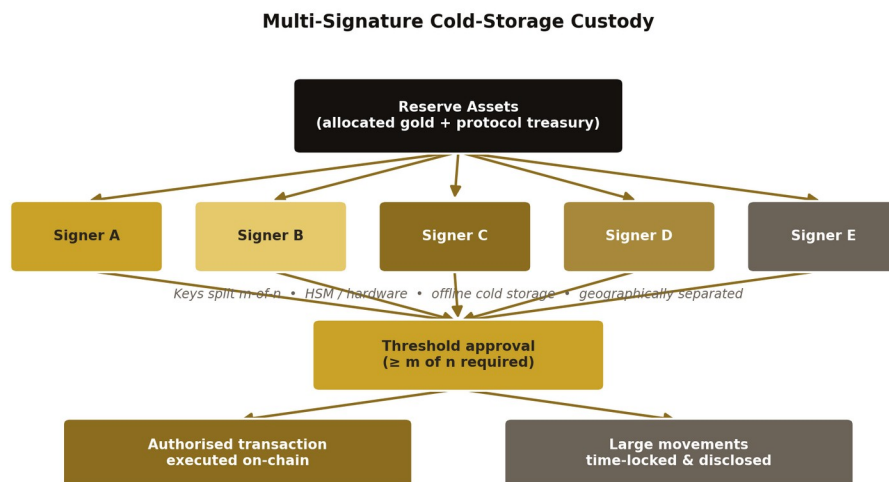 Multi-Signature Cold-Storage Custody
Reserve Assets
(allocated gold + protocol treasury)
Signer A
Signer B
Signer C
Signer D
Signer E
Keys split m-of-n • HSM / hardware • offline cold storage • geographically separated
Threshold approval
(≥ m of n required)
Authorised transaction
executed on-chain
Large movements
time-locked & disclosed